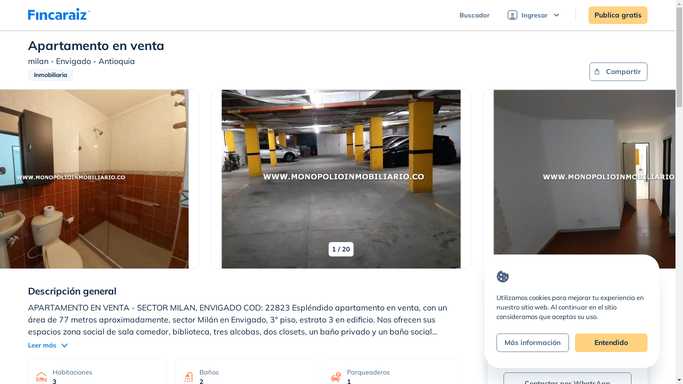 Fincaraiz
Buscador
Ingresar
Publica gratis
Apartamento en venta
milan - Envigado - Antioquia
Inmobiliaria
Compartir
WWW.MONOPOLIOINMOBILIARIO.CO
WWW.MONOPOLIOINMOBILIARIO.CO
WWW.MONOPOLIOINMOBILIARIO
1 / 20
Descripción general
APARTAMENTO EN VENTA - SECTOR MILAN, ENVIGADO COD: 22823 Espléndido apartamento en venta, con un
área de 77 metros aproximadamente, sector Milán en Envigado, 3° piso, estrato 3 en edificio. Nos ofrecen sus
espacios zona social de sala comedor, biblioteca, tres alcobas, dos closets, un baño privado y un baño social...
Leer más
Habitaciones
3
Baños
2
Parqueaderos
1
Utilizamos cookies para mejorar tu experiencia en
nuestro sitio web. Al continuar en el sitio
consideramos que aceptas su uso.
Más información
Entendido
Contactar por WhatsApp